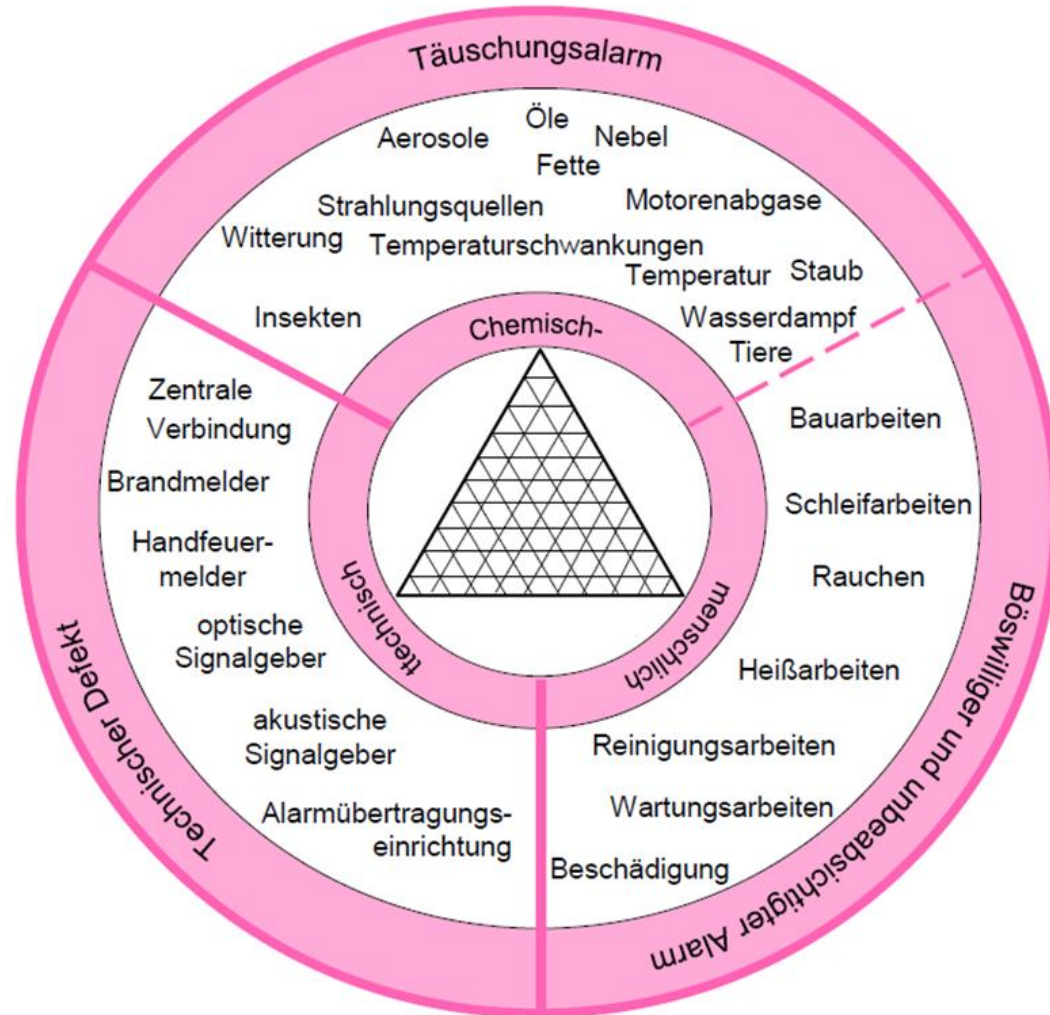 Täuschungsalarm
Öle
Aerosole
Nebel
Fette
Strahlungsquellen
Motorenabgase
Witterung
Temperaturschwankungen
Temperatur
Staub
Insekten
Wasserdampf
Tiere
Chemisch-
menschlich
ttechnisch
Zentrale
Verbindung
Brandmelder
Handfeuer-
melder
optische
Signalgeber
akustische
Signalgeber
Alarmübertragungs-
einrichtung
Technischer Defekt
Bauarbeiten
Schleifarbeiten
Rauchen
Heißarbeiten
Reinigungsarbeiten
Wartungsarbeiten
Beschädigung
Böswilliger und unbeabsichtigter Alarm